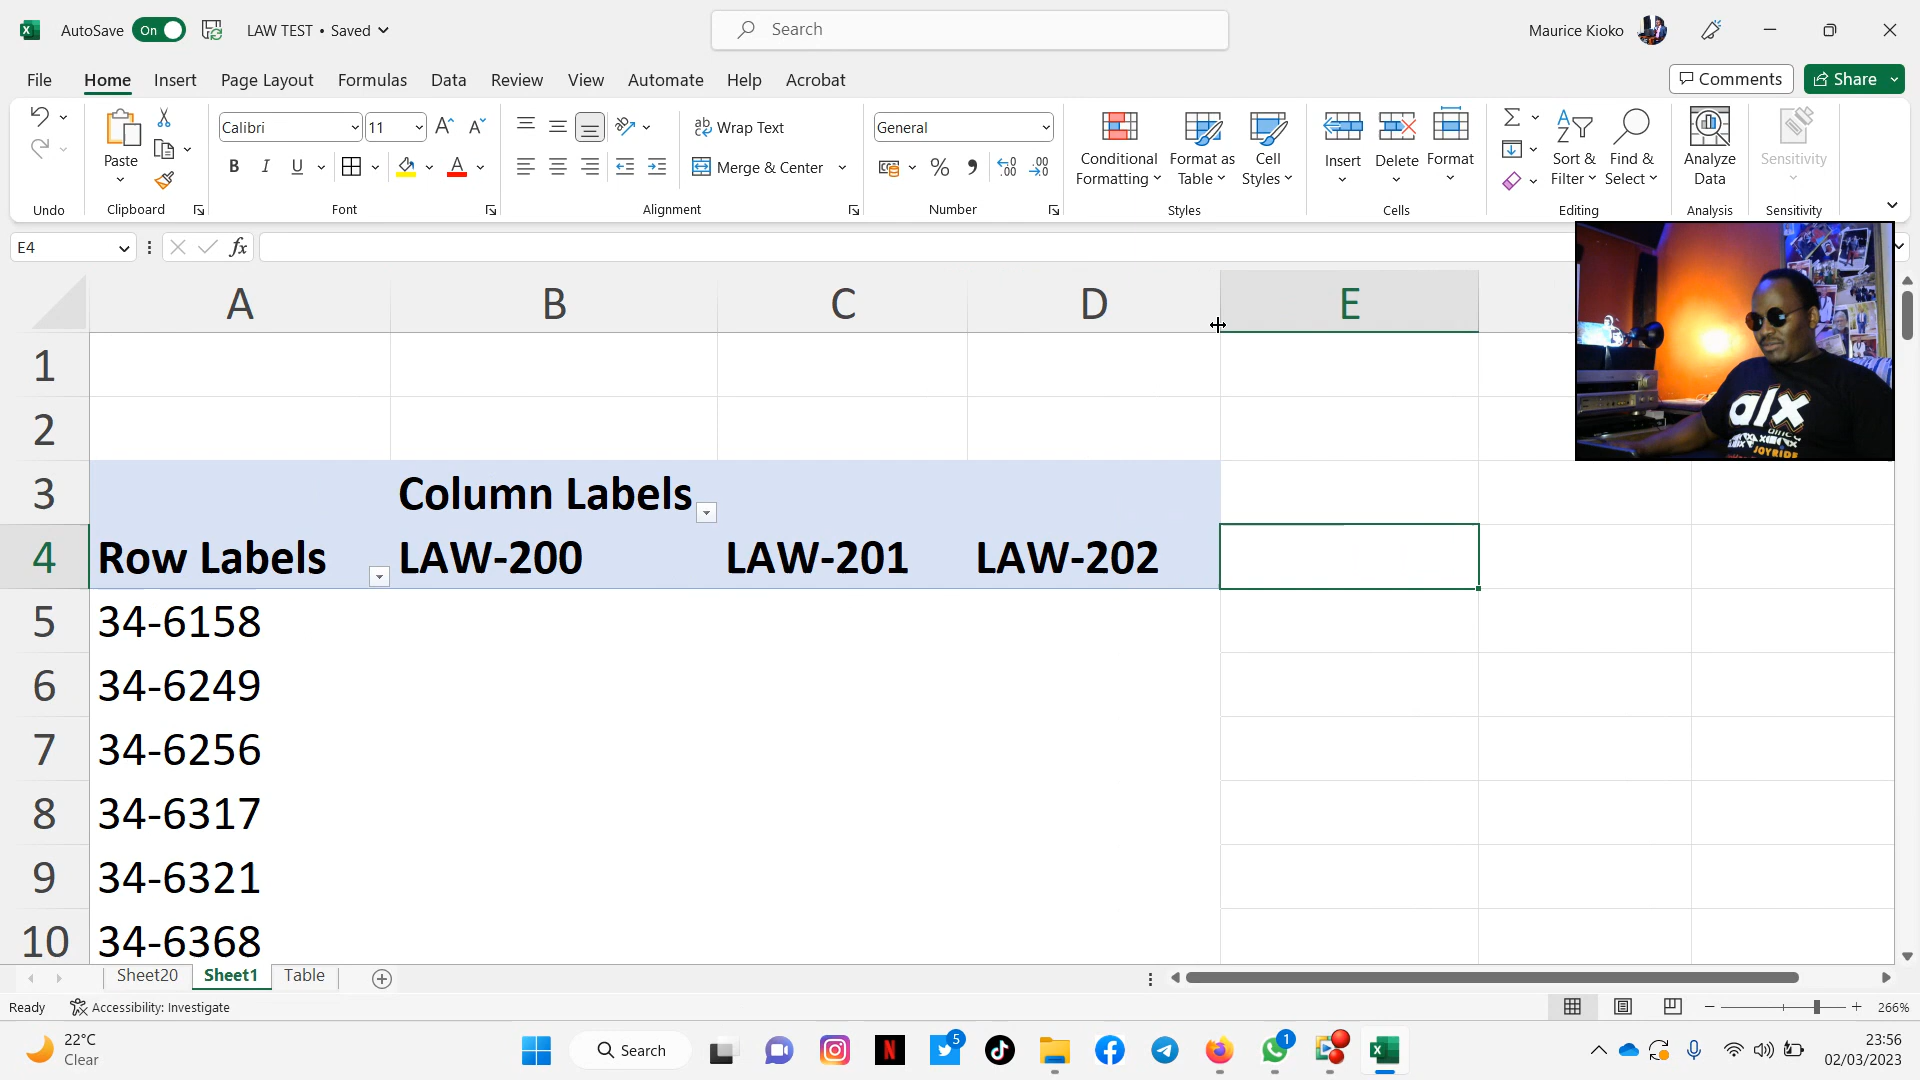 AutoSave On LAW TEST • Saved Search Maurice Kioko
File Home Insert Page Layout Formulas Data Review View Automate Help Acrobat Comments Share
Calibri 11 Wrap Text General
Paste B I U Merge & Center % Conditional Formatting Format as Table Cell Styles Insert Delete Format Sort & Filter Find & Select Analyze Data Sensitivity
Undo Clipboard Font Alignment Number Styles Cells Editing Analysis Sensitivity
E4 fx
A B C D E
1
2
3 Column Labels
4 Row Labels LAW-200 LAW-201 LAW-202
5 34-6158
6 34-6249
7 34-6256
8 34-6317
9 34-6321
10 34-6368
alx
JOYRIDE
Sheet20 Sheet1 Table
Ready Accessibility: Investigate 266%
22°C
Clear
Search
5
1
23:56
02/03/2023